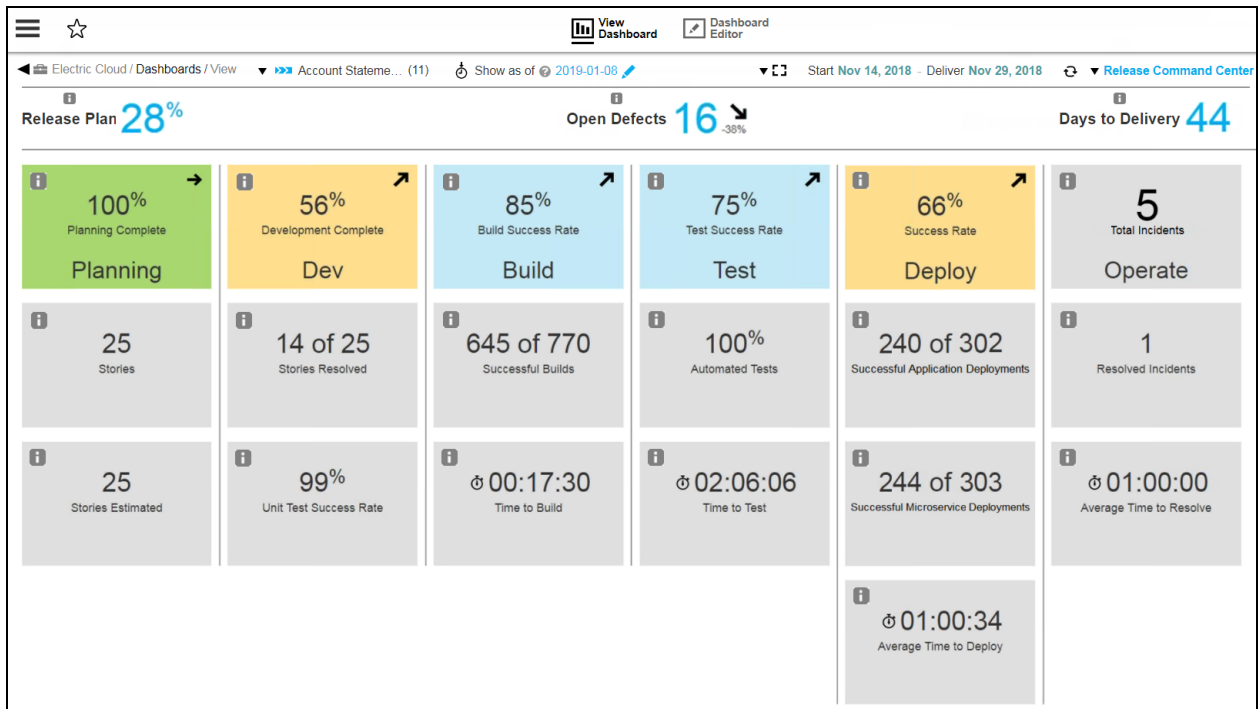 View Dashboard
Dashboard Editor
Electric Cloud / Dashboards / View
Account Stateme... (11)
Show as of 2019-01-08
Start Nov 14, 2018 - Deliver Nov 29, 2018
Release Command Center
Release Plan 28%
Open Defects 16 -38%
Days to Delivery 44
100%
Planning Complete
Planning
56%
Development Complete
Dev
85%
Build Success Rate
Build
75%
Test Success Rate
Test
66%
Success Rate
Deploy
5
Total Incidents
Operate
25
Stories
14 of 25
Stories Resolved
645 of 770
Successful Builds
100%
Automated Tests
240 of 302
Successful Application Deployments
1
Resolved Incidents
25
Stories Estimated
99%
Unit Test Success Rate
00:17:30
Time to Build
02:06:06
Time to Test
244 of 303
Successful Microservice Deployments
01:00:00
Average Time to Resolve
01:00:34
Average Time to Deploy